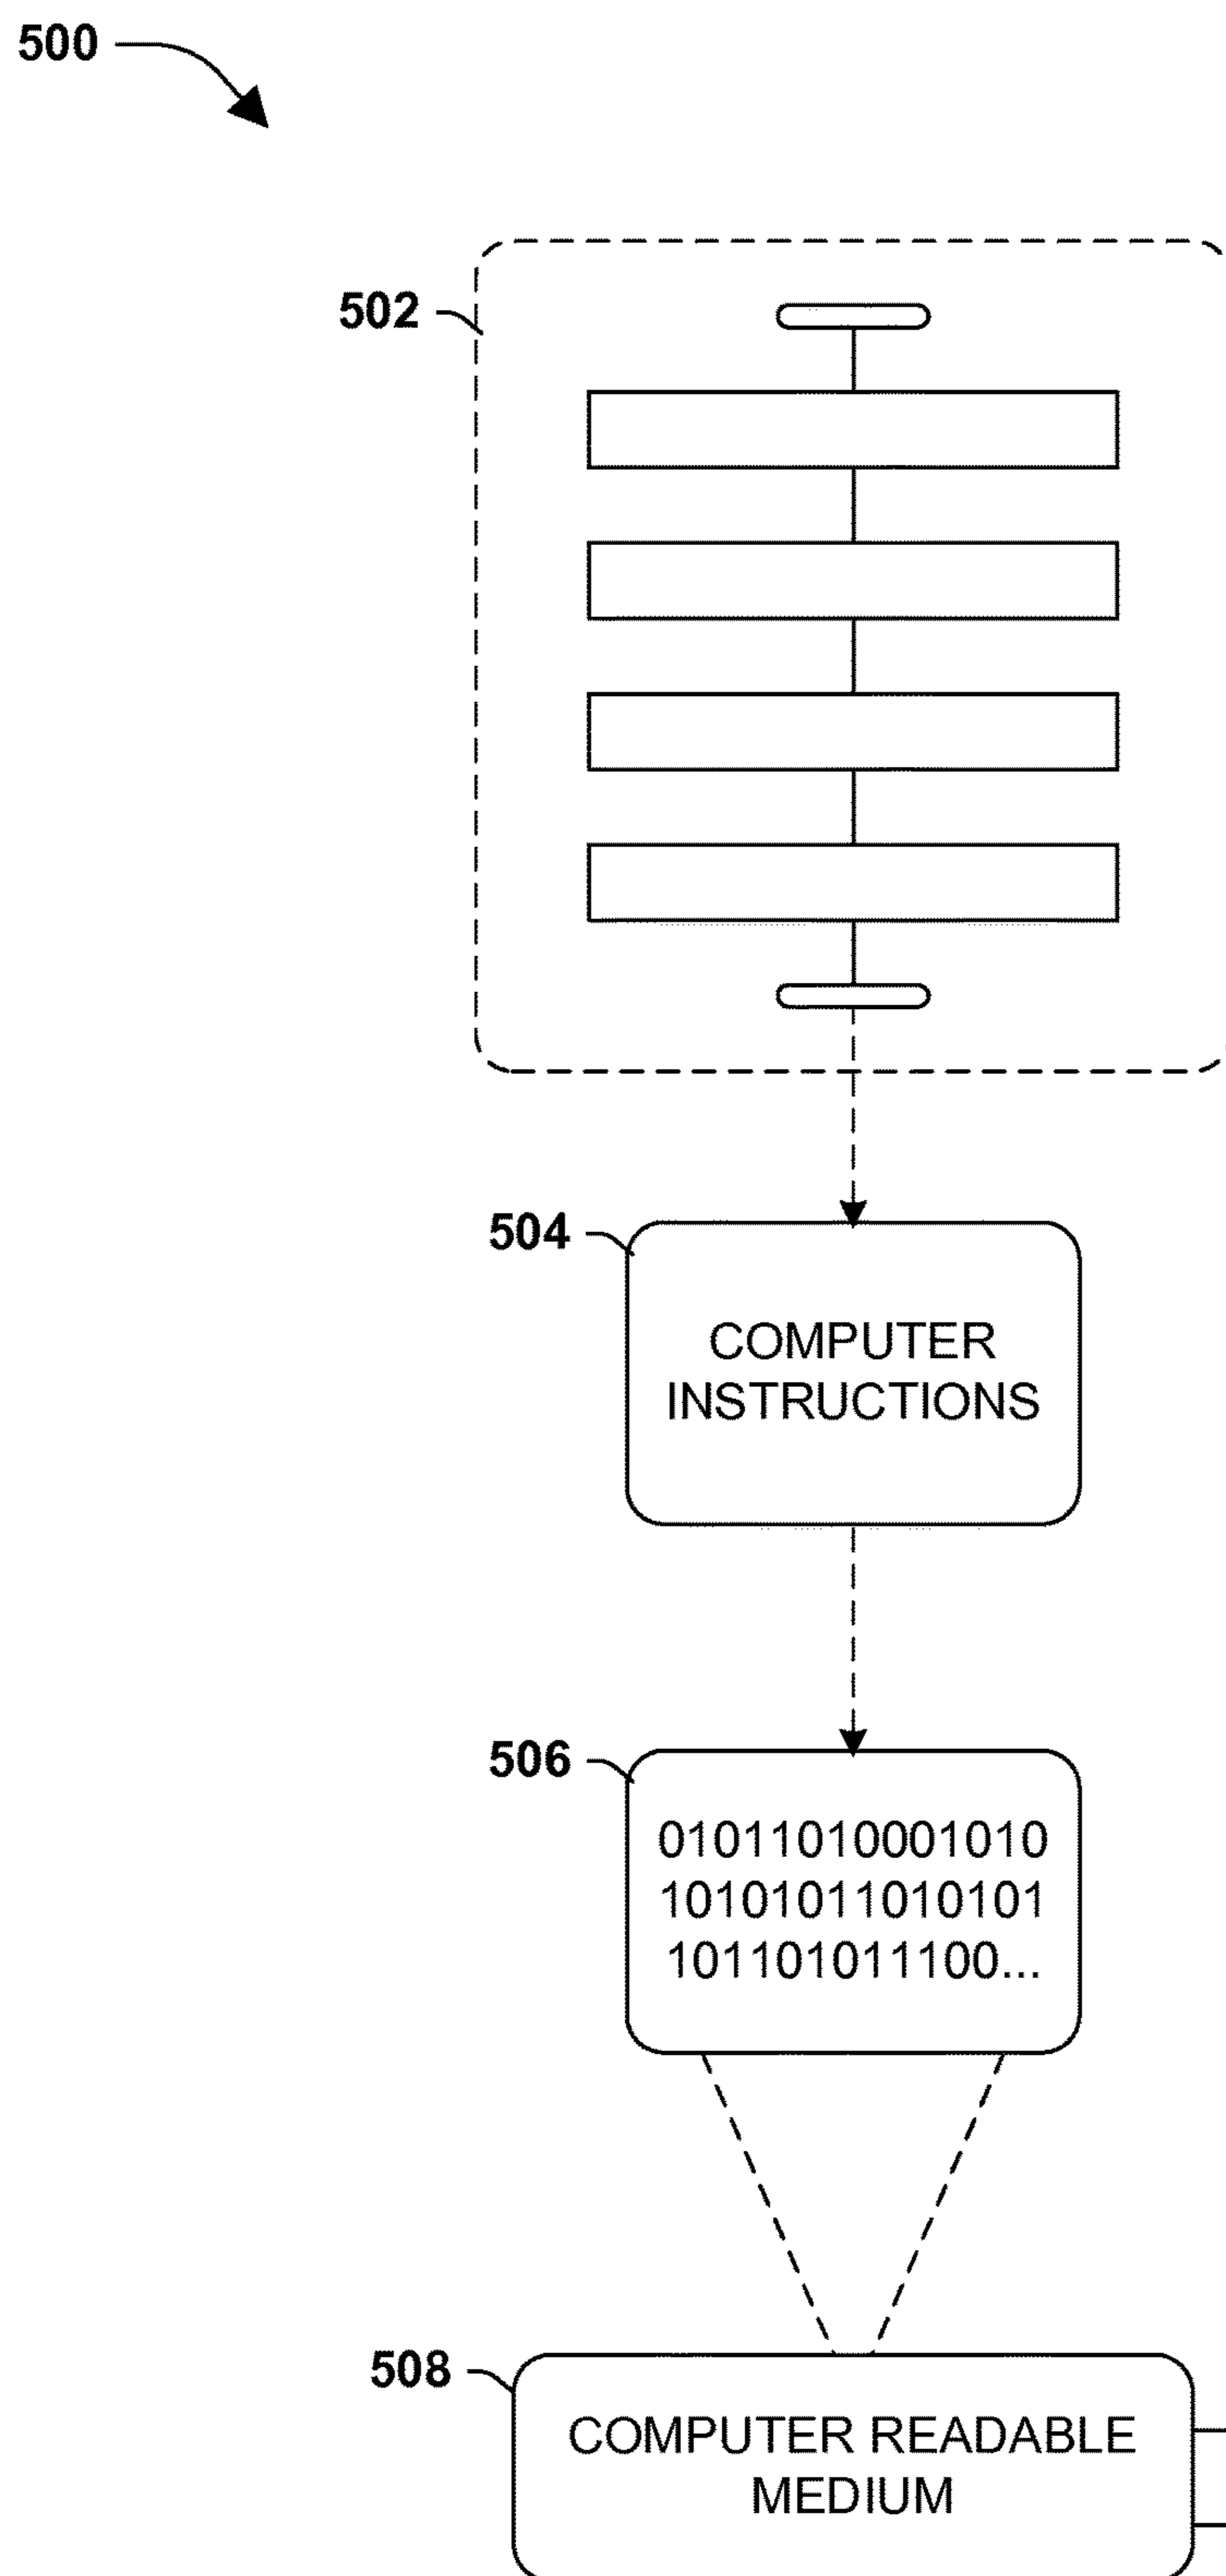 500
502
504
COMPUTER
INSTRUCTIONS
506
01011010001010
10101011010101
101101011100...
508
COMPUTER READABLE
MEDIUM